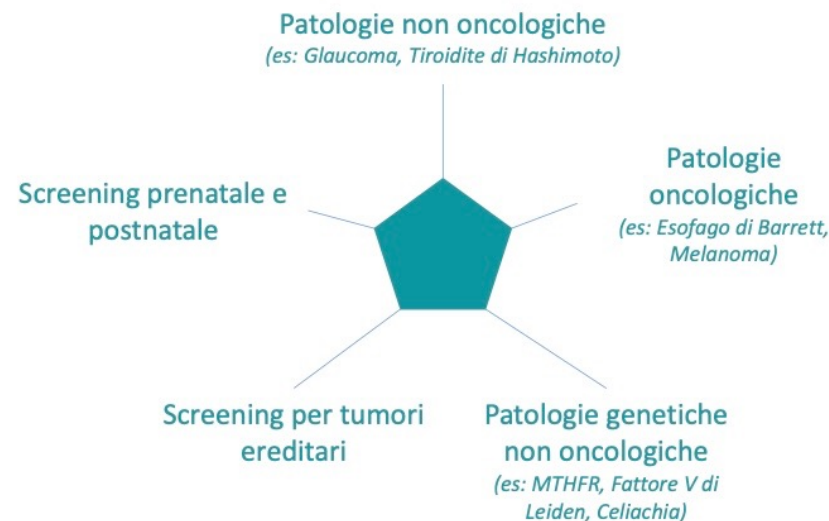 Patologie non oncologiche
(es: Glaucoma, Tiroidite di Hashimoto)
Screening prenatale e
postnatale
Patologie
oncologiche
(es: Esofago di Barrett,
Melanoma)
Screening per tumori
ereditari
Patologie genetiche
non oncologiche
(es: MTHFR, Fattore V di
Leiden, Celiachia)